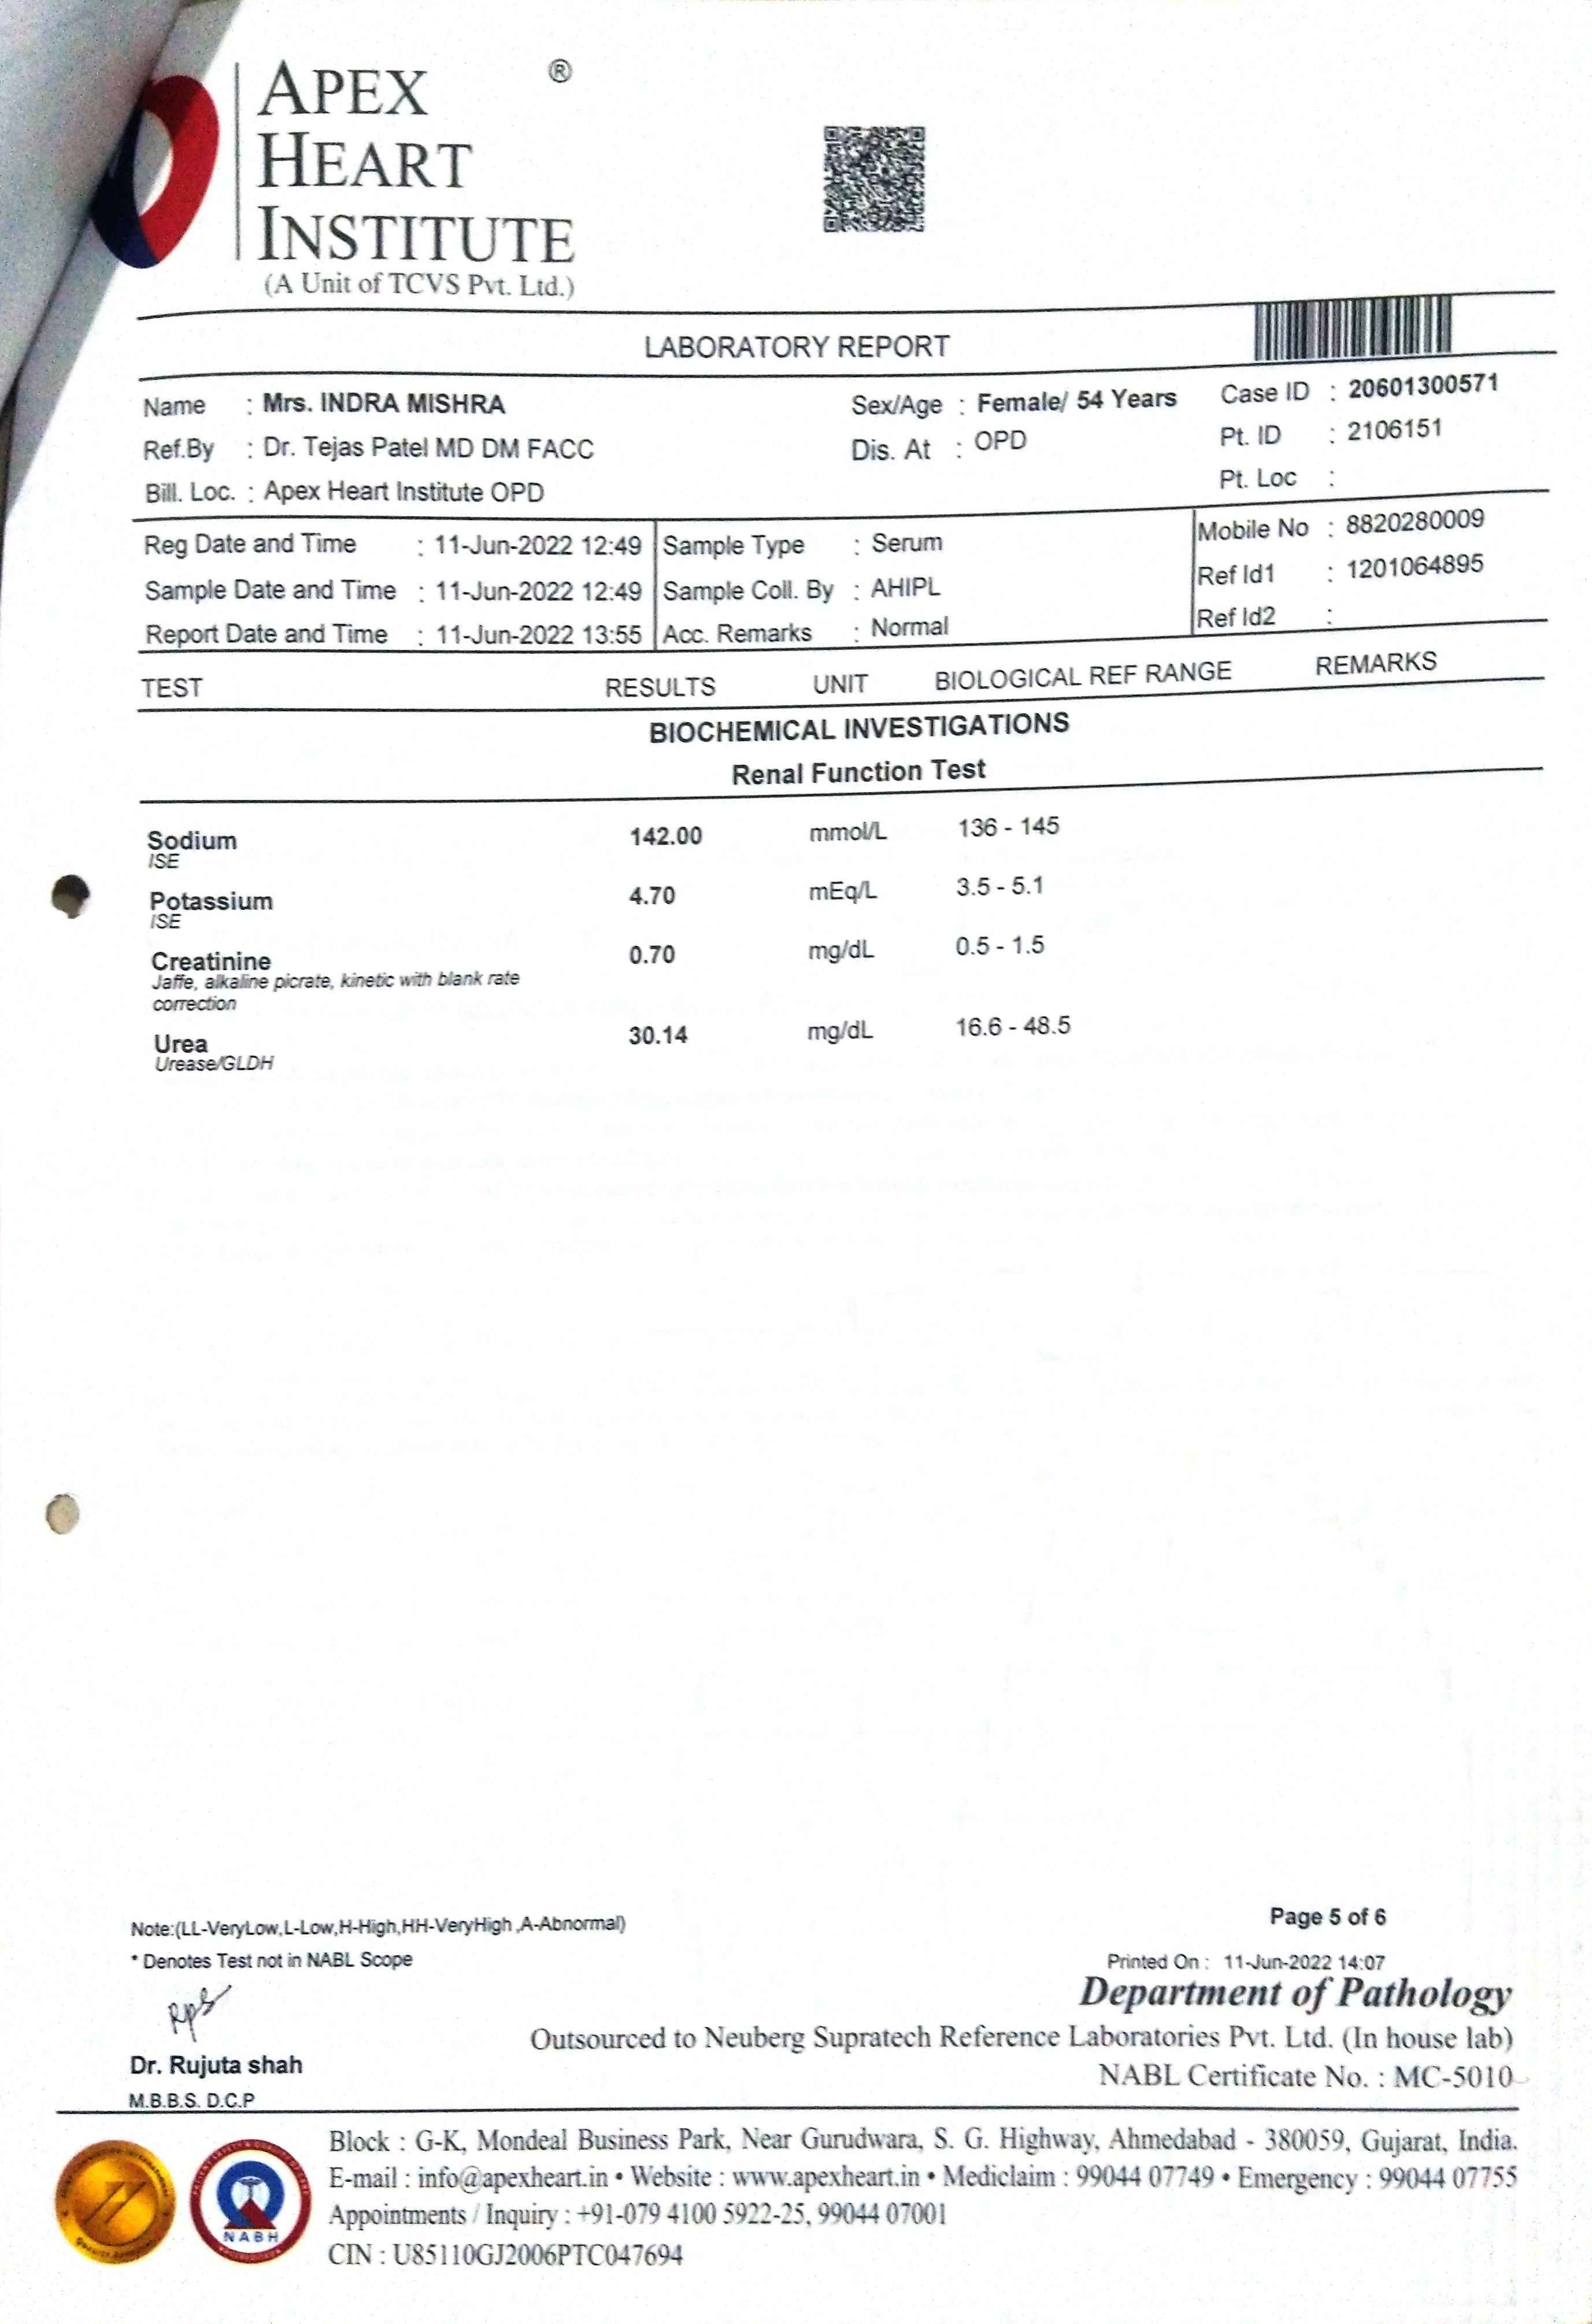 APEX ®
HEART
INSTITUTE
(A Unit of TCVS Pvt. Ltd.)
LABORATORY REPORT
Name : Mrs. INDRA MISHRA Sex/Age : Female/ 54 Years Case ID : 20601300571
Ref.By : Dr. Tejas Patel MD DM FACC Dis. At : OPD Pt. ID : 2106151
Bill. Loc. : Apex Heart Institute OPD Pt. Loc :
Reg Date and Time : 11-Jun-2022 12:49 Sample Type : Serum Mobile No : 8820280009
Sample Date and Time : 11-Jun-2022 12:49 Sample Coll. By : AHIPL Ref Id1 : 1201064895
Report Date and Time : 11-Jun-2022 13:55 Acc. Remarks : Normal Ref Id2 :
TEST RESULTS UNIT BIOLOGICAL REF RANGE REMARKS
BIOCHEMICAL INVESTIGATIONS
Renal Function Test
Sodium 142.00 mmol/L 136 - 145
ISE
Potassium 4.70 mEq/L 3.5 - 5.1
ISE
Creatinine 0.70 mg/dL 0.5 - 1.5
Jaffe, alkaline picrate, kinetic with blank rate
correction
Urea 30.14 mg/dL 16.6 - 48.5
Urease/GLDH
Note:(LL-VeryLow,L-Low,H-High,HH-VeryHigh ,A-Abnormal) Page 5 of 6
* Denotes Test not in NABL Scope Printed On : 11-Jun-2022 14:07
Department of Pathology
Outsourced to Neuberg Supratech Reference Laboratories Pvt. Ltd. (In house lab)
Dr. Rujuta shah NABL Certificate No. : MC-5010
M.B.B.S. D.C.P
Block : G-K, Mondeal Business Park, Near Gurudwara, S. G. Highway, Ahmedabad - 380059, Gujarat, India.
E-mail : info@apexheart.in • Website : www.apexheart.in • Mediclaim : 99044 07749 • Emergency : 99044 07755
Appointments / Inquiry : +91-079 4100 5922-25, 99044 07001
NABH
CIN : U85110GJ2006PTC047694